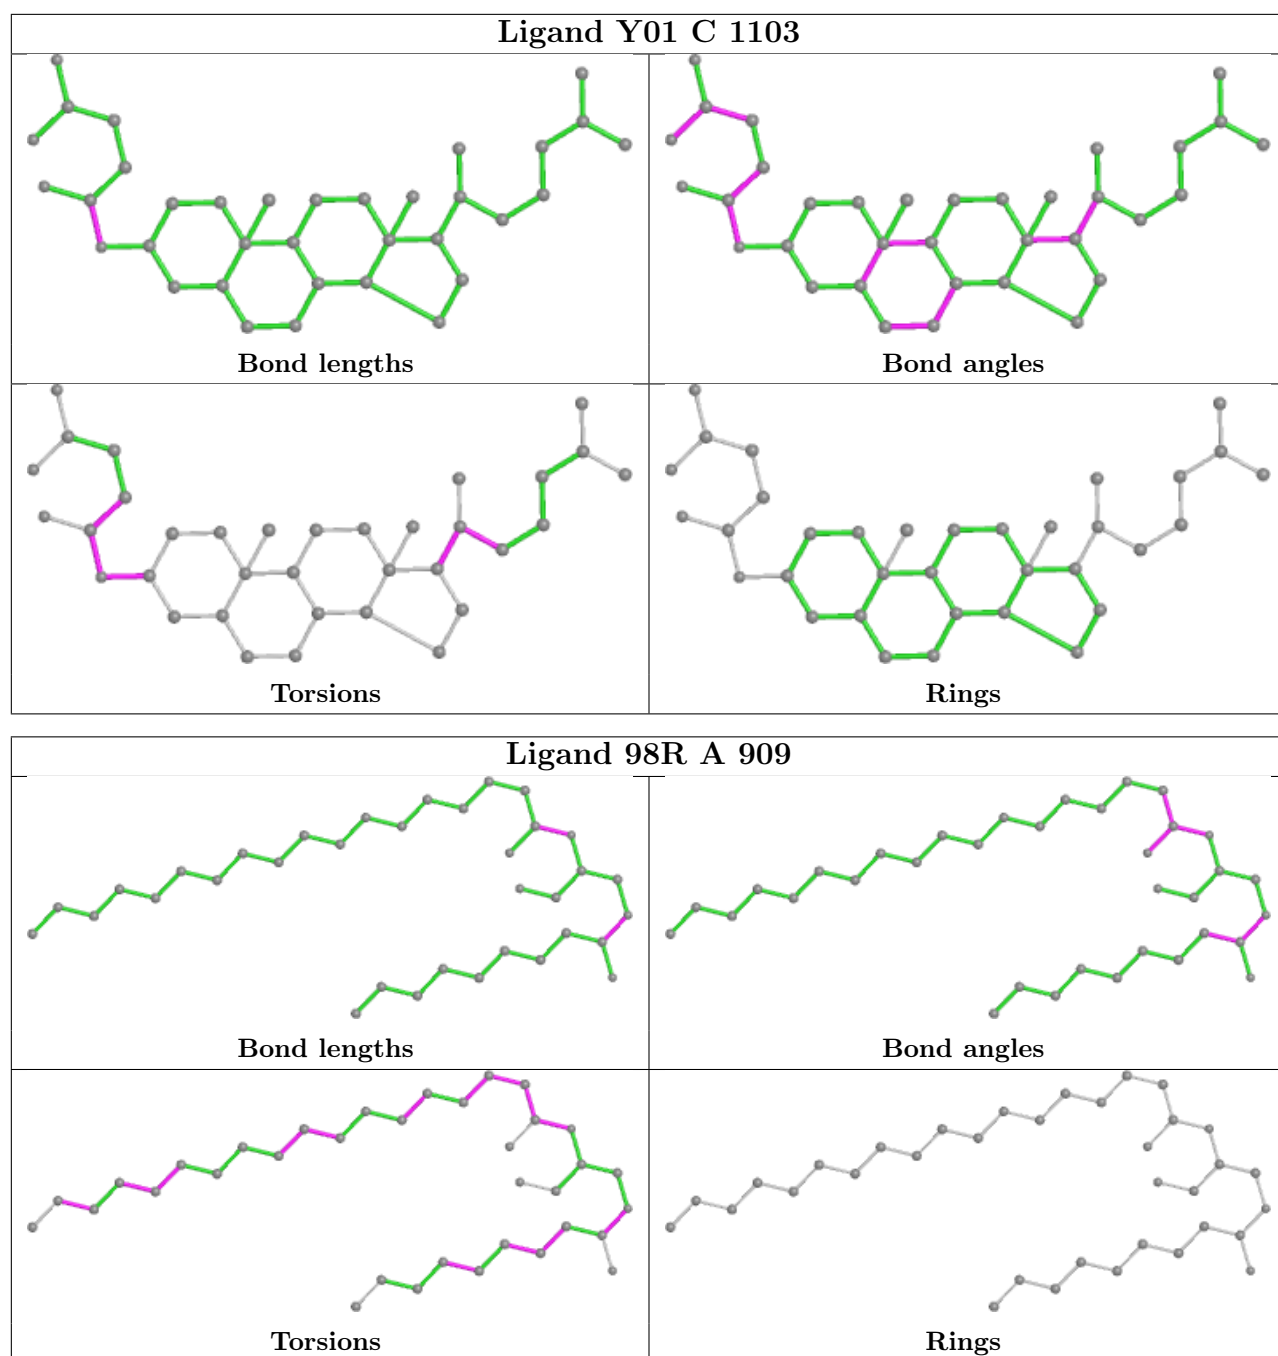 Ligand Y01 C 1103
Bond lengths
Bond angles
Torsions
Rings
Ligand 98R A 909
Bond lengths
Bond angles
Torsions
Rings